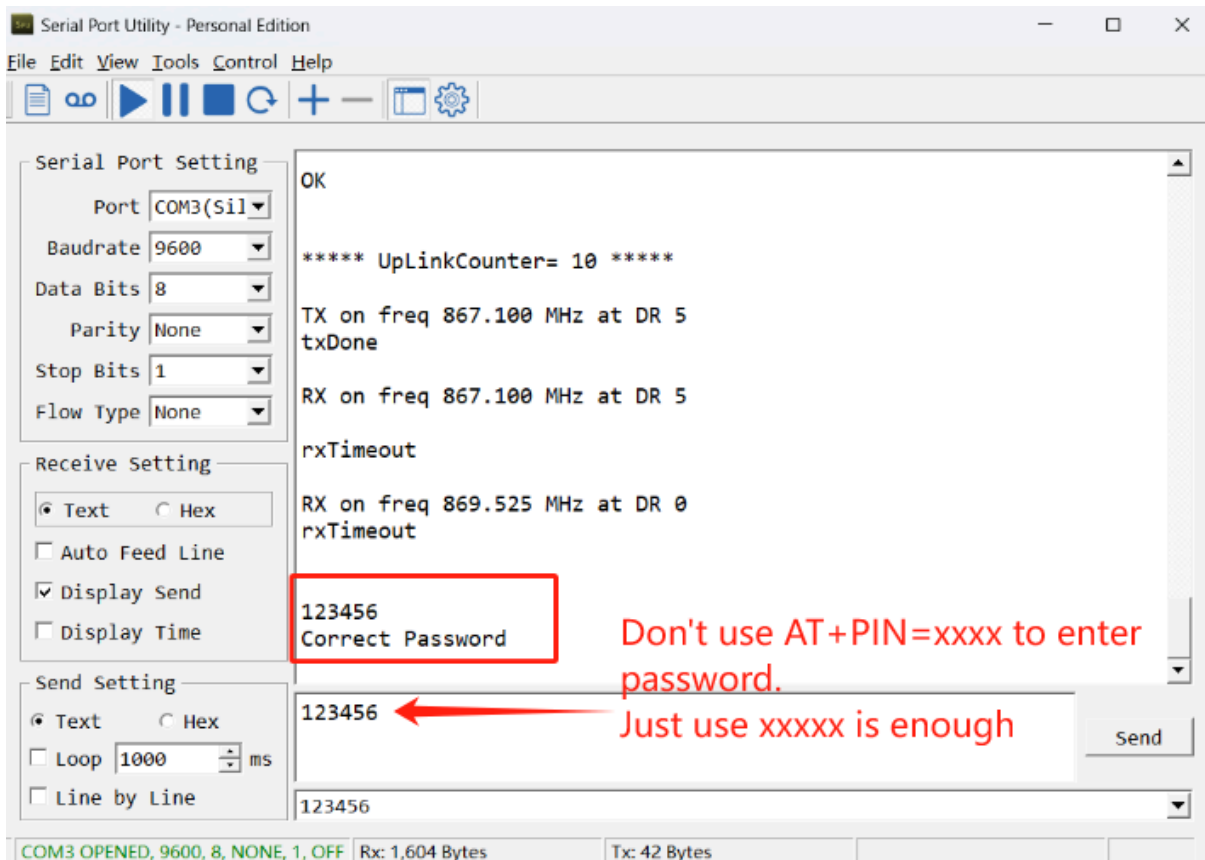 Serial Port Utility - Personal Edition
File Edit View Tools Control Help
Serial Port Setting
Port COM3(Sil
Baudrate 9600
Data Bits 8
Parity None
Stop Bits 1
Flow Type None
Receive Setting
Text Hex
Auto Feed Line
Display Send
Display Time
Send Setting
Text Hex
Loop 1000 ms
Line by Line
OK
***** UpLinkCounter= 10 *****
TX on freq 867.100 MHz at DR 5
txDone
RX on freq 867.100 MHz at DR 5
rxTimeout
RX on freq 869.525 MHz at DR 0
rxTimeout
123456
Correct Password
Don't use AT+PIN=xxxx to enter
password.
Just use xxxxx is enough
123456
Send
123456
COM3 OPENED, 9600, 8, NONE, 1, OFF Rx: 1,604 Bytes Tx: 42 Bytes